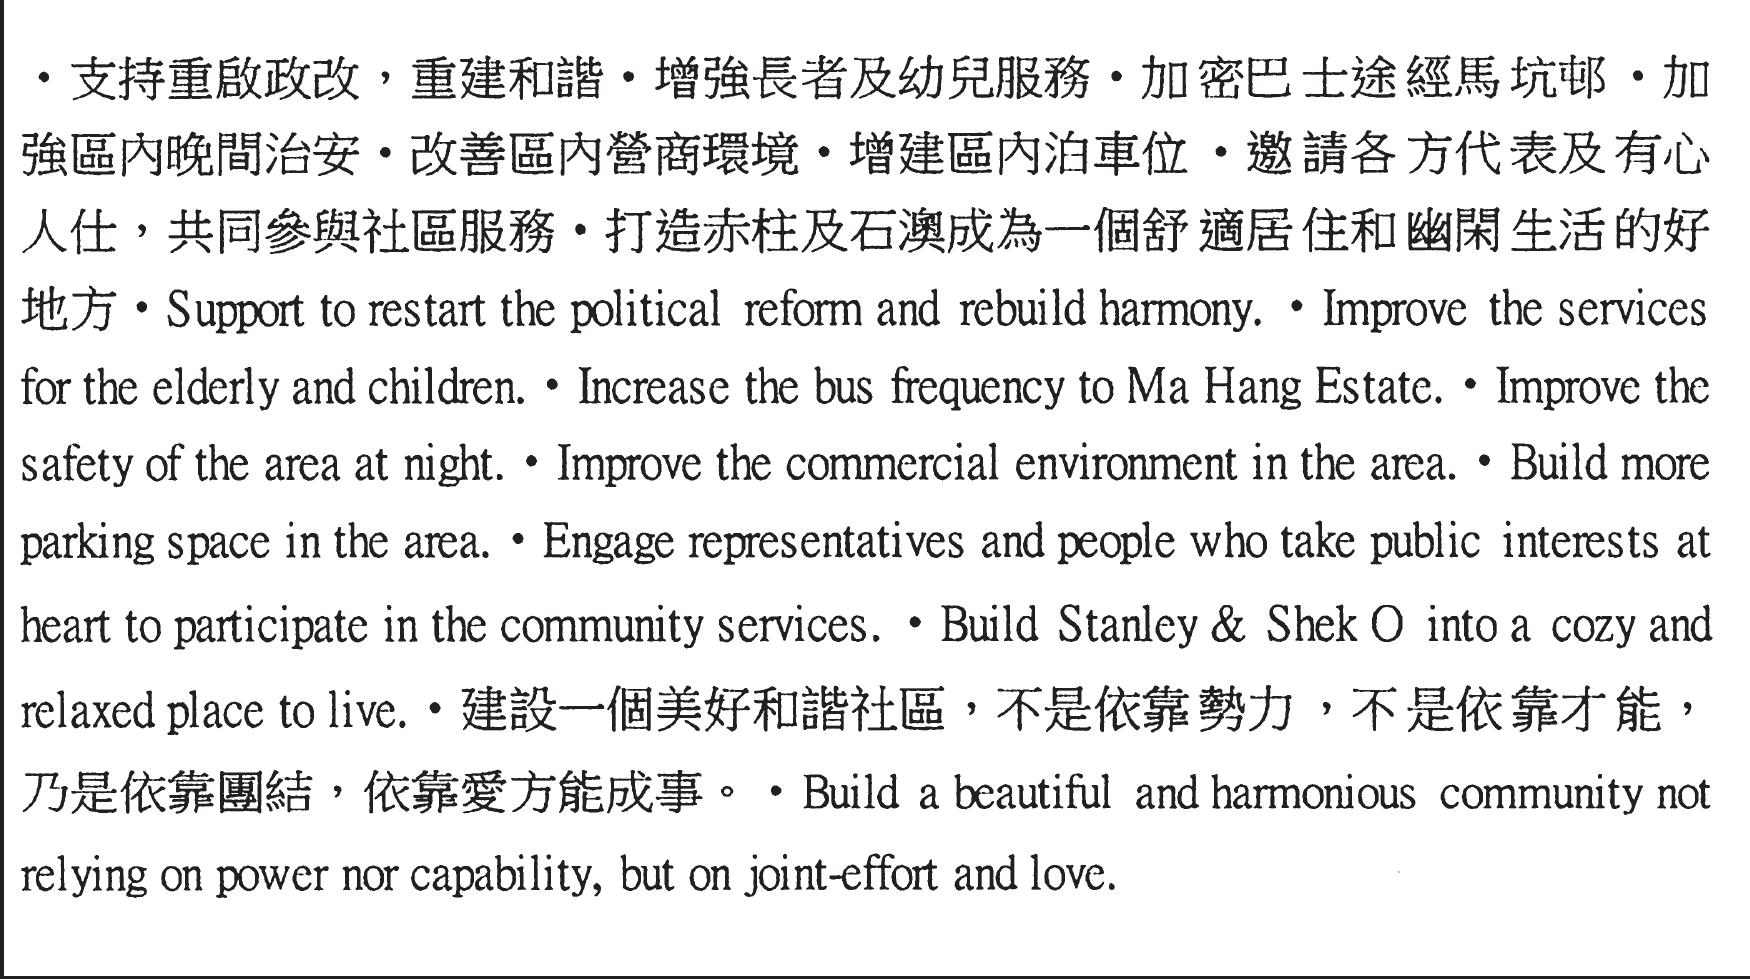 ・支持重啟政改，重建和諧・增強長者及幼兒服務・加密巴士途經馬坑邨・加
強區內晚間治安・改善區內營商環境・增建區內泊車位・邀請各方代表及有心
人仕，共同參與社區服務・打造赤柱及石澳成為一個舒適居住和幽閑生活的好
地方・Support to restart the political reform and rebuild harmony. • Improve the services
for the elderly and children. • Increase the bus frequency to Ma Hang Estate. • Improve the
safety of the area at night. • Improve the commercial environment in the area. • Build more
parking space in the area. • Engage representatives and people who take public interests at
heart to participate in the community services. • Build Stanley & Shek O into a cozy and
relaxed place to live. • 建設一個美好和諧社區，不是依靠勢力，不是依靠才能，
乃是依靠團結，依靠愛方能成事。• Build a beautiful and harmonious community not
relying on power nor capability, but on joint-effort and love.